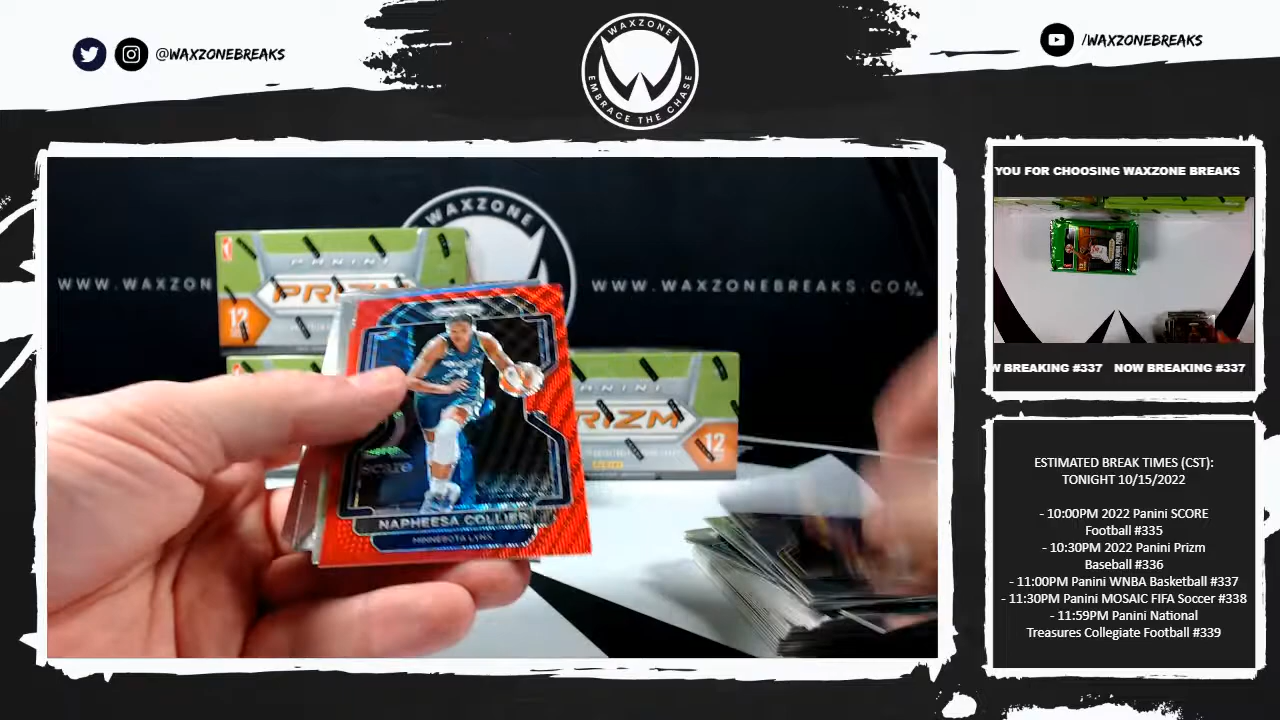 @WAXZONEBREAKS
WAXZONE
EMBRACE THE CHASE
/WAXZONEBREAKS
WAXZONE
WWW.WAXZON
WWW.WAXZONEBREAKS.COM
PANINI
PRIZM
12
PANINI
RIZM
12
NAPHEESA COLLIER
MINNESOTA LYNX
YOU FOR CHOOSING WAXZONE BREAKS
W BREAKING #337 NOW BREAKING #337
ESTIMATED BREAK TIMES (CST):
TONIGHT 10/15/2022
- 10:00PM 2022 Panini SCORE
Football #335
- 10:30PM 2022 Panini Prizm
Baseball #336
- 11:00PM Panini WNBA Basketball #337
- 11:30PM Panini MOSAIC FIFA Soccer #338
- 11:59PM Panini National
Treasures Collegiate Football #339